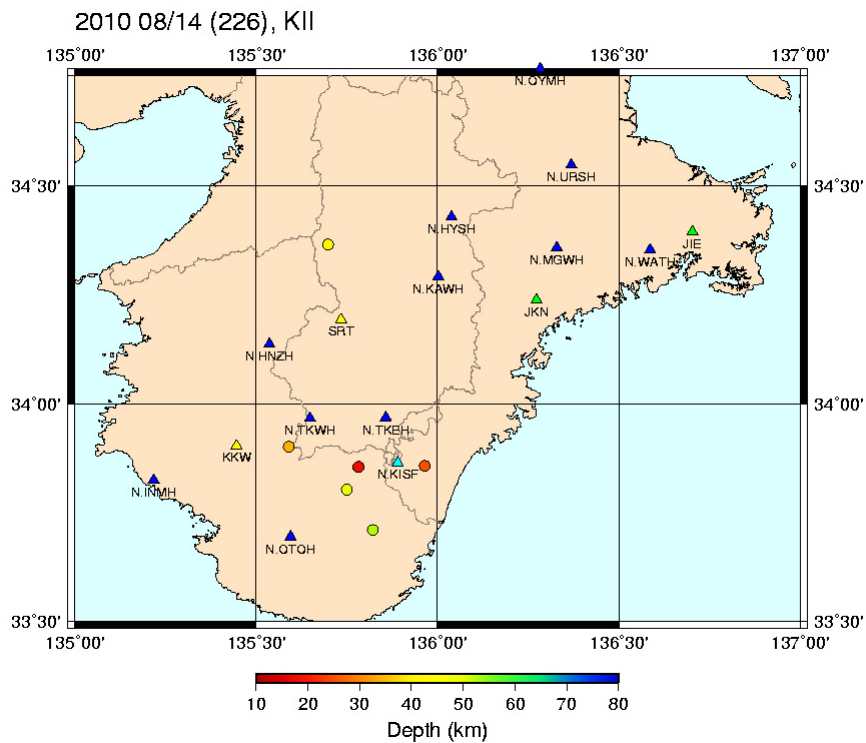 2010 08/14 (226), KII
135°00' 135°30' 136°00' 136°30' 137°00'
N.QYMH
N.URSH
34°30' 34°30'
N.HYSH
JIE
N.MGWH
N.WATH
N.KAWH
JKN
SRT
N.HNZH
34°00' 34°00'
N.TKWH
N.TKEH
KKW
N.KISF
N.INMH
N.OTOH
33°30' 33°30'
135°00' 135°30' 136°00' 136°30' 137°00'
10 20 30 40 50 60 70 80
Depth (km)